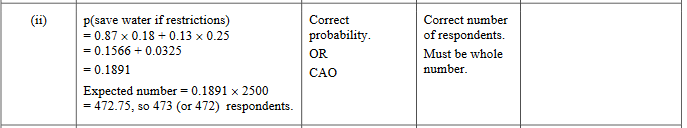 (ii)
p(save water if restrictions)
= 0.87 × 0.18 + 0.13 × 0.25
= 0.1566 + 0.0325
= 0.1891
Expected number = 0.1891 × 2500
= 472.75, so 473 (or 472) respondents.
Correct
probability.
OR
CAO
Correct number
of respondents.
Must be whole
number.